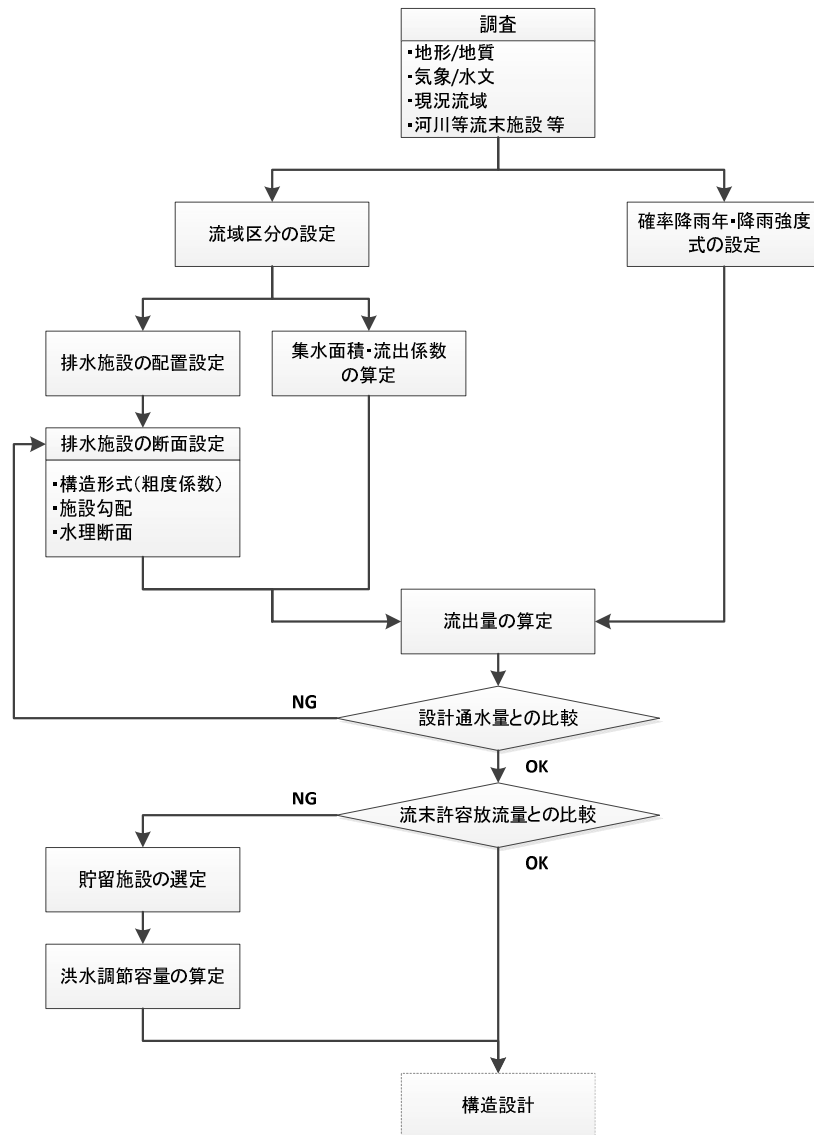 調査
・地形/地質
・気象/水文
・現況流域
・河川等流末施設 等
流域区分の設定
確率降雨年・降雨強度
式の設定
排水施設の配置設定
集水面積・流出係数
の算定
排水施設の断面設定
・構造形式（粗度係数）
・施設勾配
・水理断面
流出量の算定
NG
設計通水量との比較
OK
NG
流末許容放流量との比較
OK
貯留施設の選定
洪水調節容量の算定
構造設計